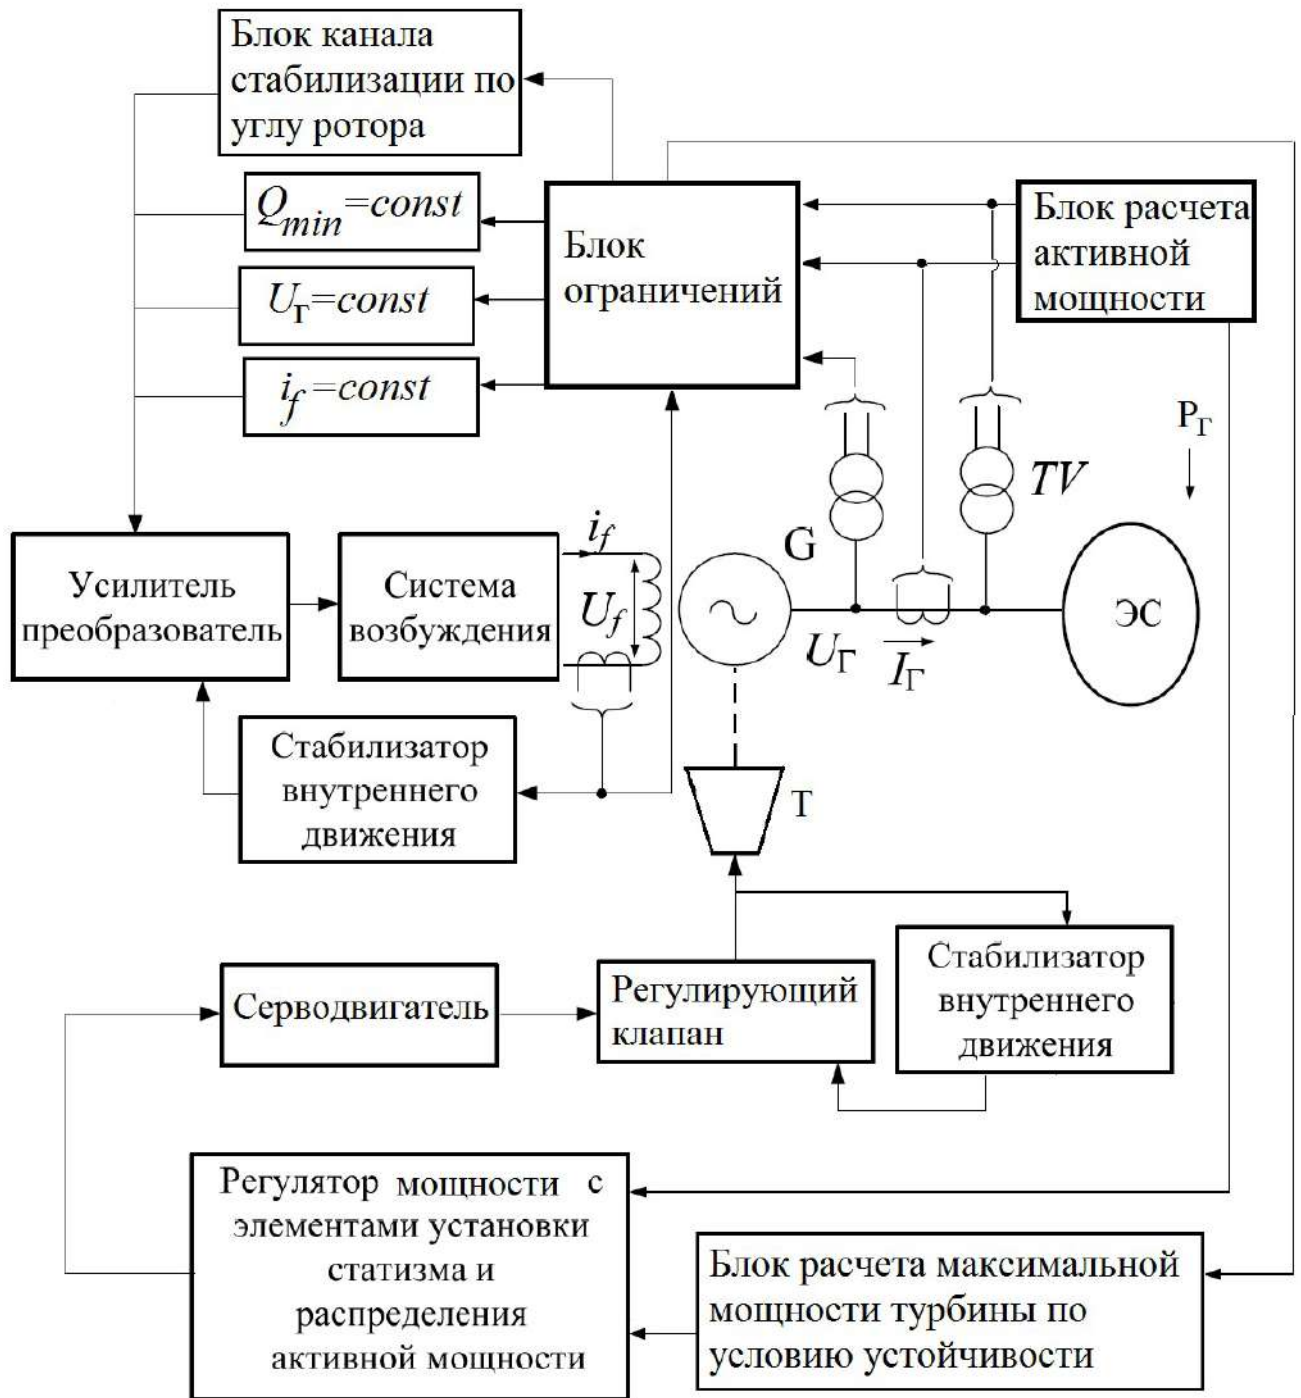 Блок канала
стабилизации по
углу ротора
Q_min=const
U_Г=const
i_f=const
Блок
ограничений
Блок расчета
активной
мощности
P_Г
TV
G
ЭС
U_Г
I_Г
i_f
U_f
Усилитель
преобразователь
Система
возбуждения
Стабилизатор
внутреннего
движения
Т
Стабилизатор
внутреннего
движения
Серводвигатель
Регулирующий
клапан
Регулятор мощности с
элементами установки
статизма и
распределения
активной мощности
Блок расчета максимальной
мощности турбины по
условию устойчивости